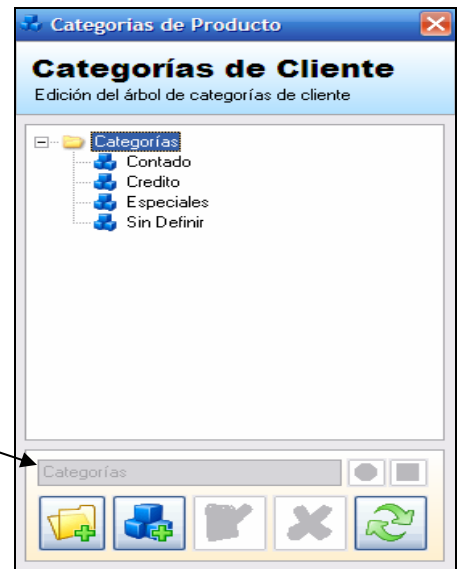 Categorías de Producto
Categorías de Cliente
Edición del árbol de categorías de cliente
Categorías
Contado
Credito
Especiales
Sin Definir
Categorías